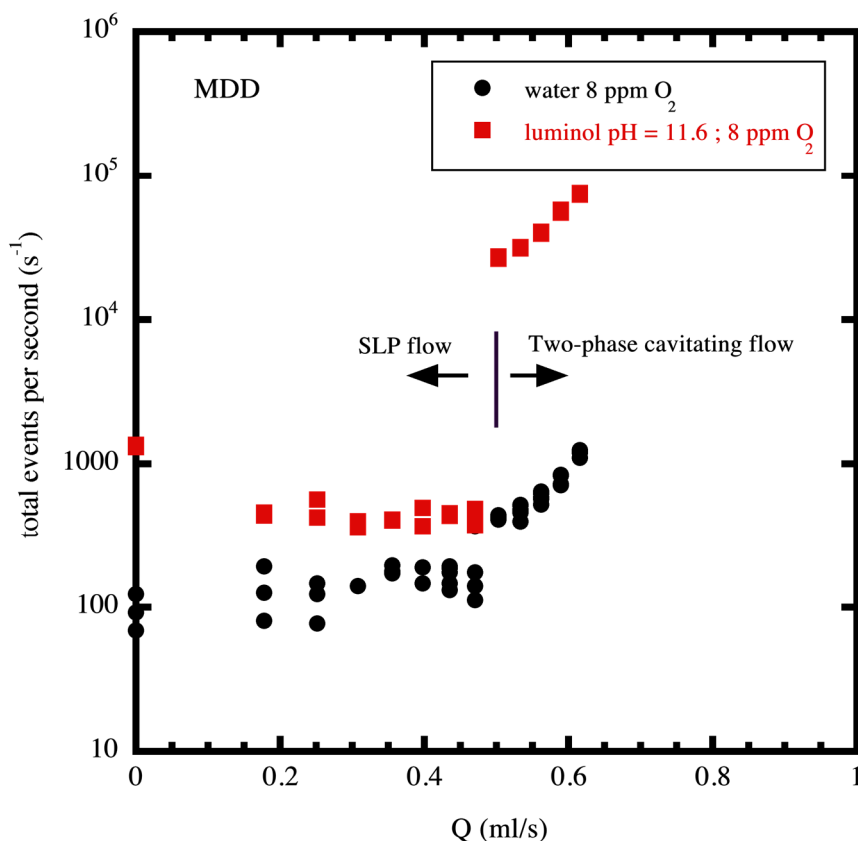 10^6
MDD
water 8 ppm O_2
luminol pH = 11.6 ; 8 ppm O_2
10^5
10^4
SLP flow
Two-phase cavitating flow
1000
100
10
total events per second (s^-1)
0 0.2 0.4 0.6 0.8 1
Q (ml/s)